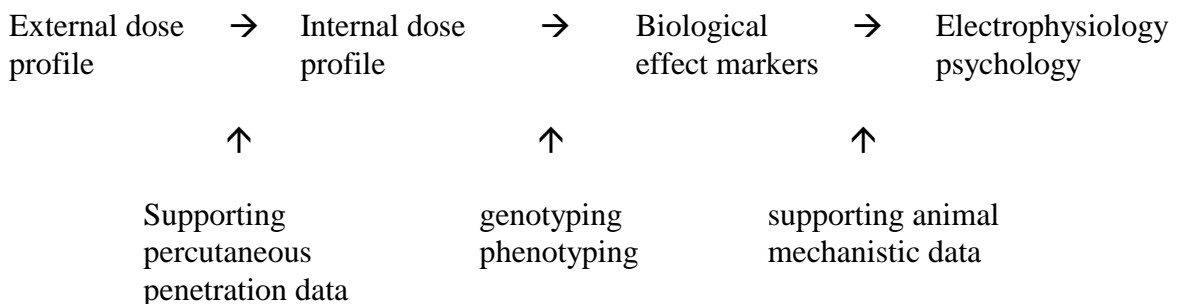 External dose → Internal dose → Biological → Electrophysiology
profile profile effect markers psychology
↑ ↑ ↑
Supporting genotyping supporting animal
percutaneous phenotyping mechanistic data
penetration data